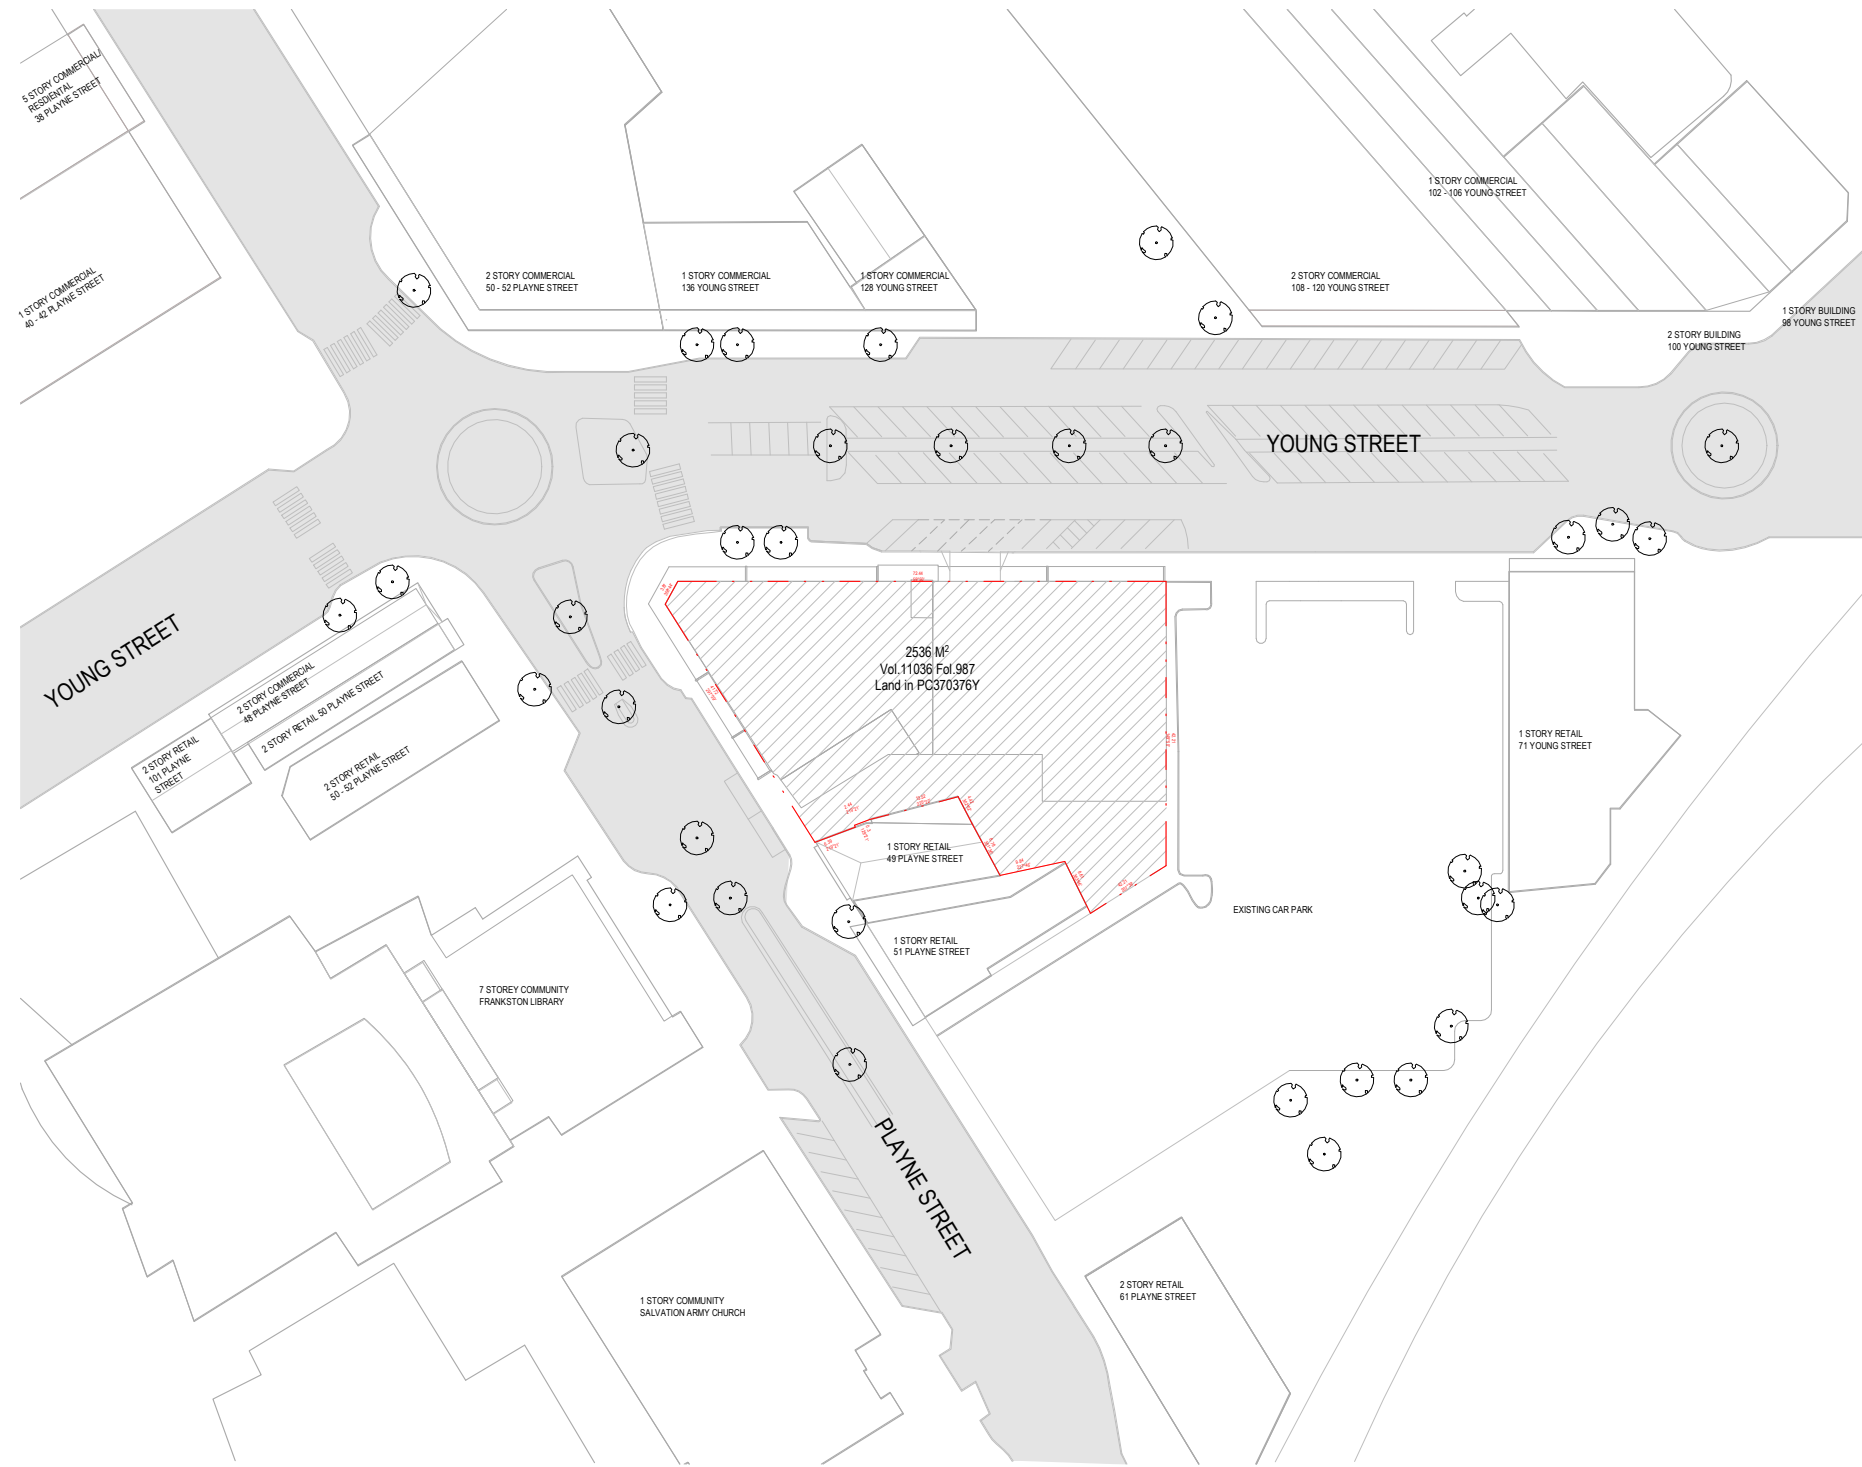 5 STORY COMMERCIAL/
RESDIENTAL
38 PLAYNE STREET
1 STORY COMMERCIAL
40 - 42 PLAYNE STREET
2 STORY COMMERCIAL
50 - 52 PLAYNE STREET
1 STORY COMMERCIAL
136 YOUNG STREET
1 STORY COMMERCIAL
128 YOUNG STREET
1 STORY COMMERCIAL
102 - 106 YOUNG STREET
2 STORY COMMERCIAL
108 - 120 YOUNG STREET
1 STORY BUILDING
98 YOUNG STREET
2 STORY BUILDING
100 YOUNG STREET
YOUNG STREET
YOUNG STREET
2536 M²
Vol.11036 Fol.987
Land in PC370376Y
2 STORY COMMERCIAL
48 PLAYNE STREET
2 STORY RETAIL 50 PLAYNE STREET
2 STORY RETAIL
101 PLAYNE
STREET
2 STORY RETAIL
50 - 52 PLAYNE STREET
1 STORY RETAIL
71 YOUNG STREET
1 STORY RETAIL
49 PLAYNE STREET
EXISTING CAR PARK
1 STORY RETAIL
51 PLAYNE STREET
7 STOREY COMMUNITY
FRANKSTON LIBRARY
PLAYNE STREET
1 STORY COMMUNITY
SALVATION ARMY CHURCH
2 STORY RETAIL
61 PLAYNE STREET